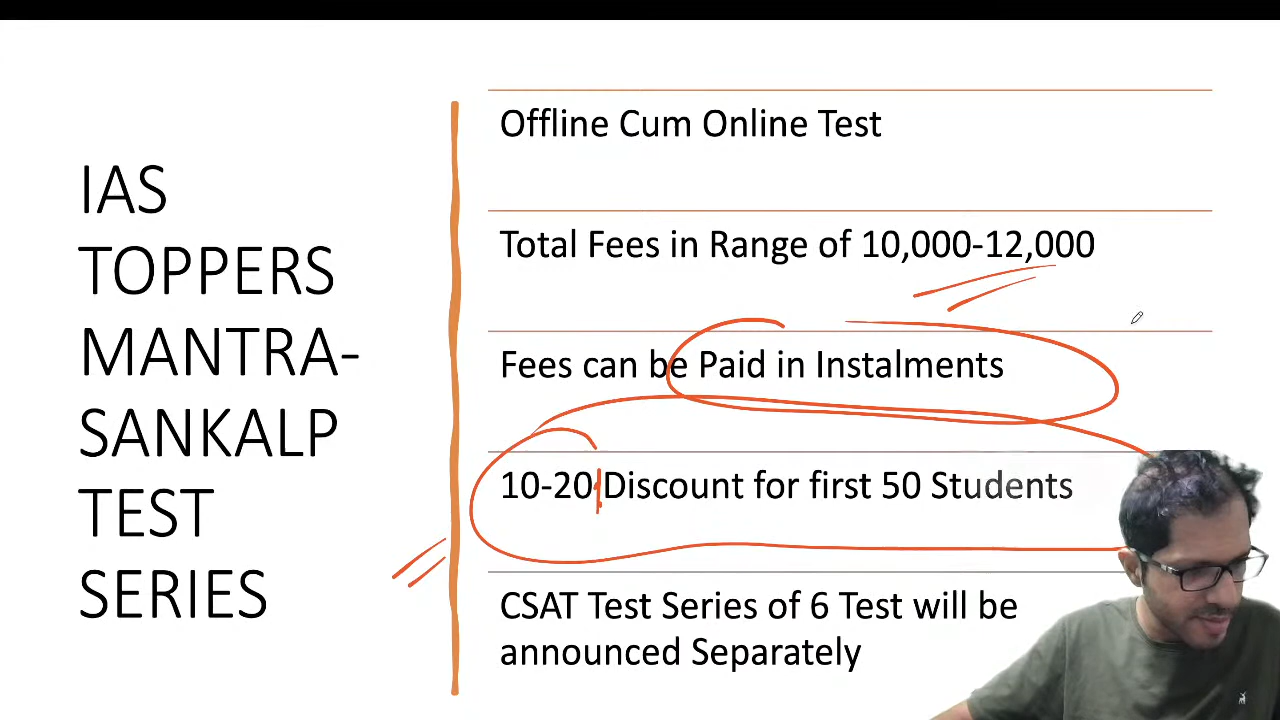 IAS
TOPPERS
MANTRA-
SANKALP
TEST
SERIES
Offline Cum Online Test
Total Fees in Range of 10,000-12,000
Fees can be Paid in Instalments
10-20 Discount for first 50 Students
CSAT Test Series of 6 Test will be
announced Separately